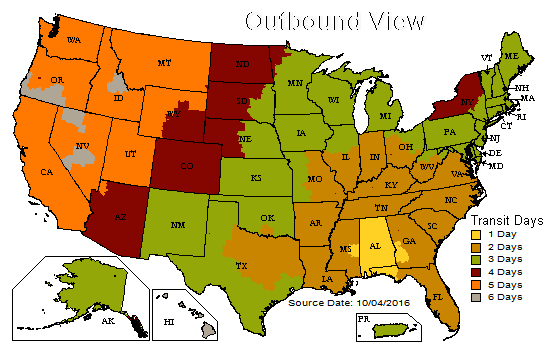 Outbound View
WA
MT
ND
OR
ID
WY
SD
MN
WI
MI
VT
ME
NH
MA
RI
CT
NY
NJ
DE
MD
PA
NV
UT
CO
NE
IA
IL
IN
OH
WV
VA
CA
KS
MO
KY
NC
AZ
NM
OK
AR
TN
SC
TX
LA
MS
AL
GA
FL
AK
HI
PR
Source Date: 10/04/2016
Transit Days
1 Day
2 Days
3 Days
4 Days
5 Days
6 Days